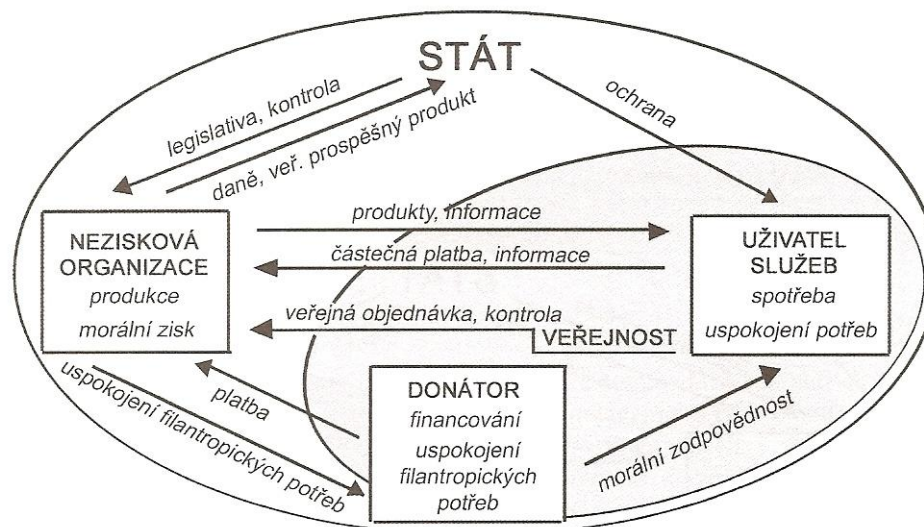 STÁT
legislativa, kontrola
daně, veř. prospěšný produkt
ochrana
NEZISKOVÁ
ORGANIZACE
produkce
morální zisk
produkty, informace
částečná platba, informace
veřejná objednávka, kontrola
VEŘEJNOST
UŽIVATEL
SLUŽEB
spotřeba
uspokojení potřeb
uspokojení filantropických potřeb
platba
DONÁTOR
financování
uspokojení
filantropických
potřeb
morální zodpovědnost